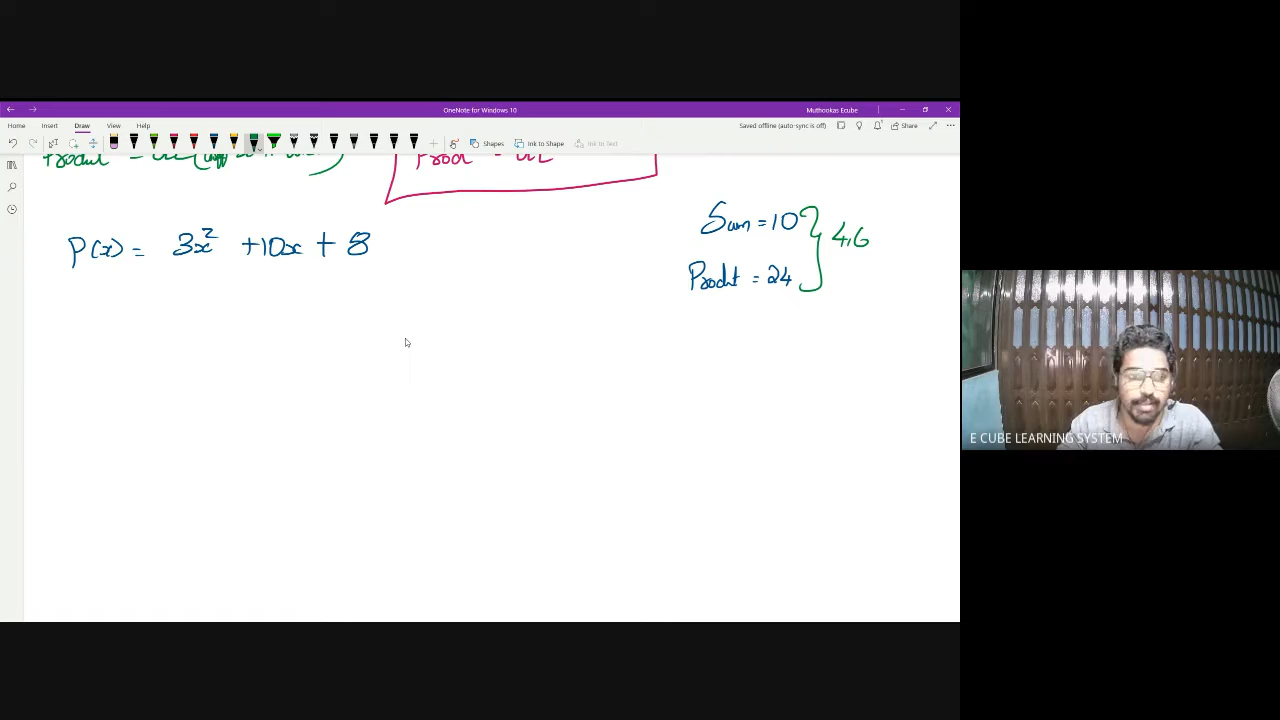 OneNote for Windows 10
Muthookas Ecube
Home Insert Draw View Help
Saved offline (auto-sync is off)
Share
Shapes
Ink to Shape
Ink to Text
Sum = 10
4,6
P(x) = 3x² + 10x + 8
Prodct = 24
E CUBE LEARNING SYSTEM